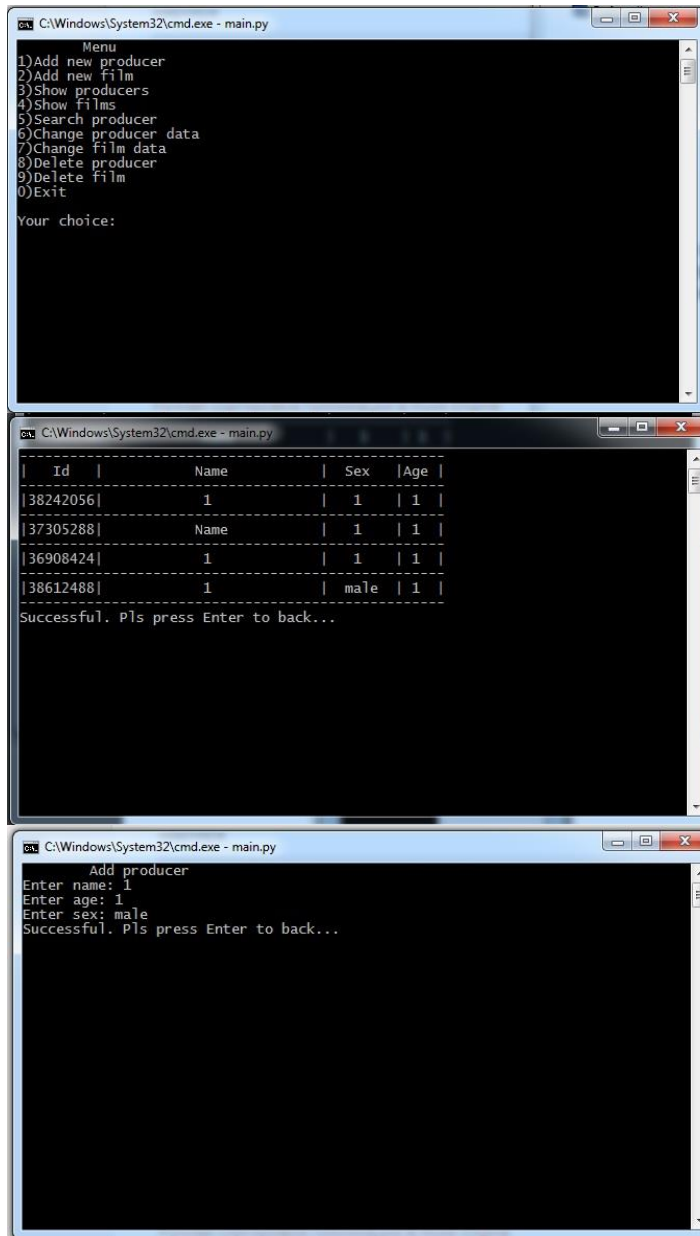 C:\Windows\System32\cmd.exe - main.py
Menu
1)Add new producer
2)Add new film
3)Show producers
4)Show films
5)Search producer
6)Change producer data
7)Change film data
8)Delete producer
9)Delete film
0)Exit
Your choice:
C:\Windows\System32\cmd.exe - main.py
| Id | Name | Sex |Age |
|38242056| 1 | 1 | 1 |
|37305288| Name | 1 | 1 |
|36908424| 1 | 1 | 1 |
|38612488| 1 | male | 1 |
Successful. Pls press Enter to back...
C:\Windows\System32\cmd.exe - main.py
Add producer
Enter name: 1
Enter age: 1
Enter sex: male
Successful. Pls press Enter to back...